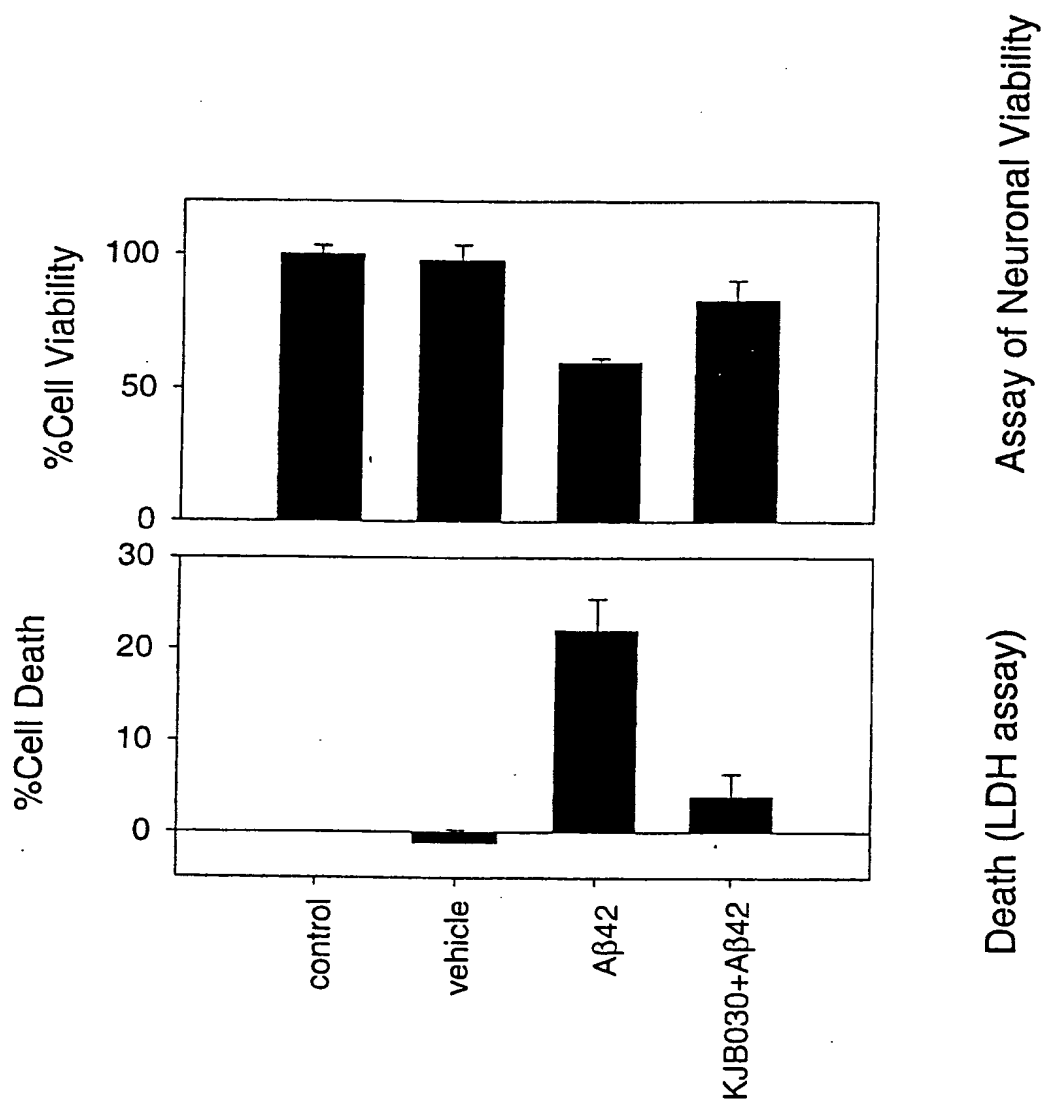 %Cell Viability
100
50
0
Assay of Neuronal Viability
%Cell Death
30
20
10
0
Death (LDH assay)
control
vehicle
Aβ42
KJB030+Aβ42